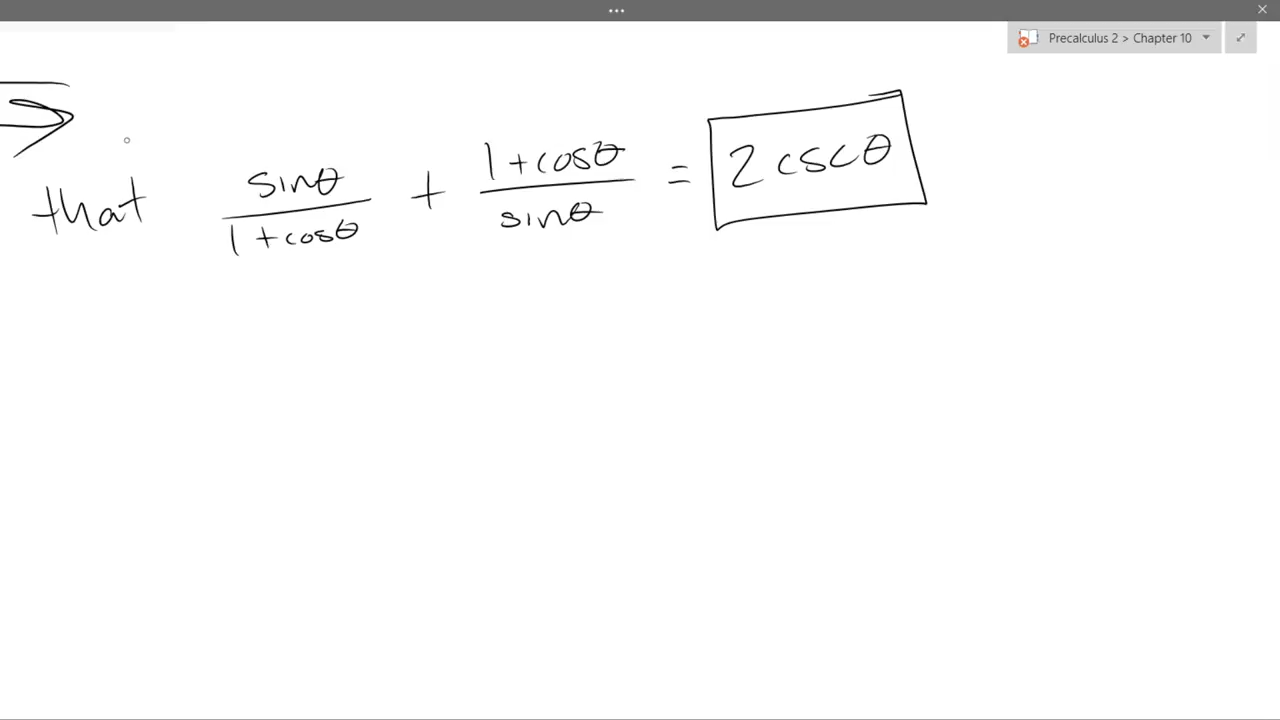 Precalculus 2 > Chapter 10
that sinθ/(1+cosθ) + (1+cosθ)/sinθ = 2cscθ